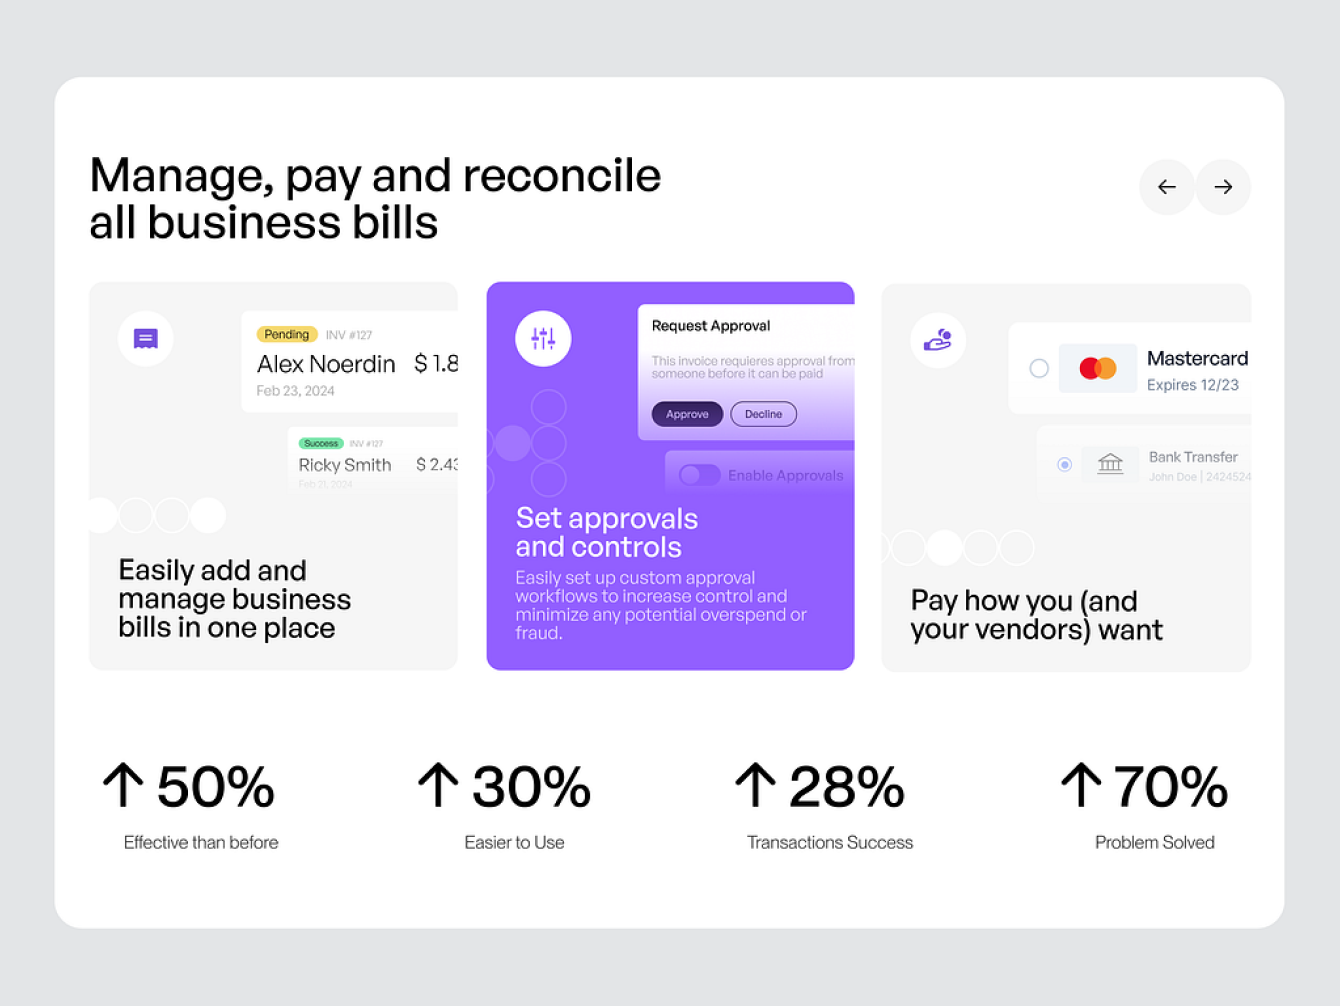 Manage, pay and reconcile
all business bills
Pending INV #127
Alex Noerdin $ 1.8
Feb 23, 2024
Success INV #127
Ricky Smith $ 2.43
Feb 21, 2024
Easily add and
manage business
bills in one place
Request Approval
This invoice requieres approval from
someone before it can be paid
Approve Decline
Enable Approvals
Set approvals
and controls
Easily set up custom approval
workflows to increase control and
minimize any potential overspend or
fraud.
Mastercard
Expires 12/23
Bank Transfer
John Doe | 2424524
Pay how you (and
your vendors) want
↑ 50%
Effective than before
↑ 30%
Easier to Use
↑ 28%
Transactions Success
↑ 70%
Problem Solved